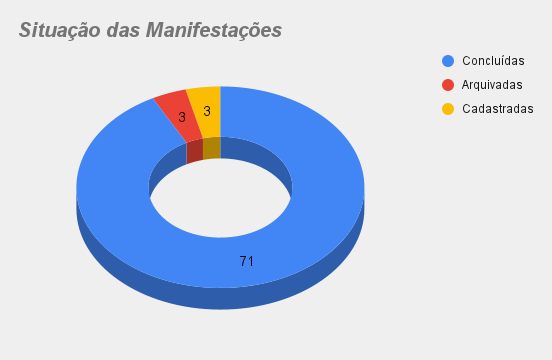 Situação das Manifestações
Concluídas
Arquivadas
Cadastradas
3
3
71